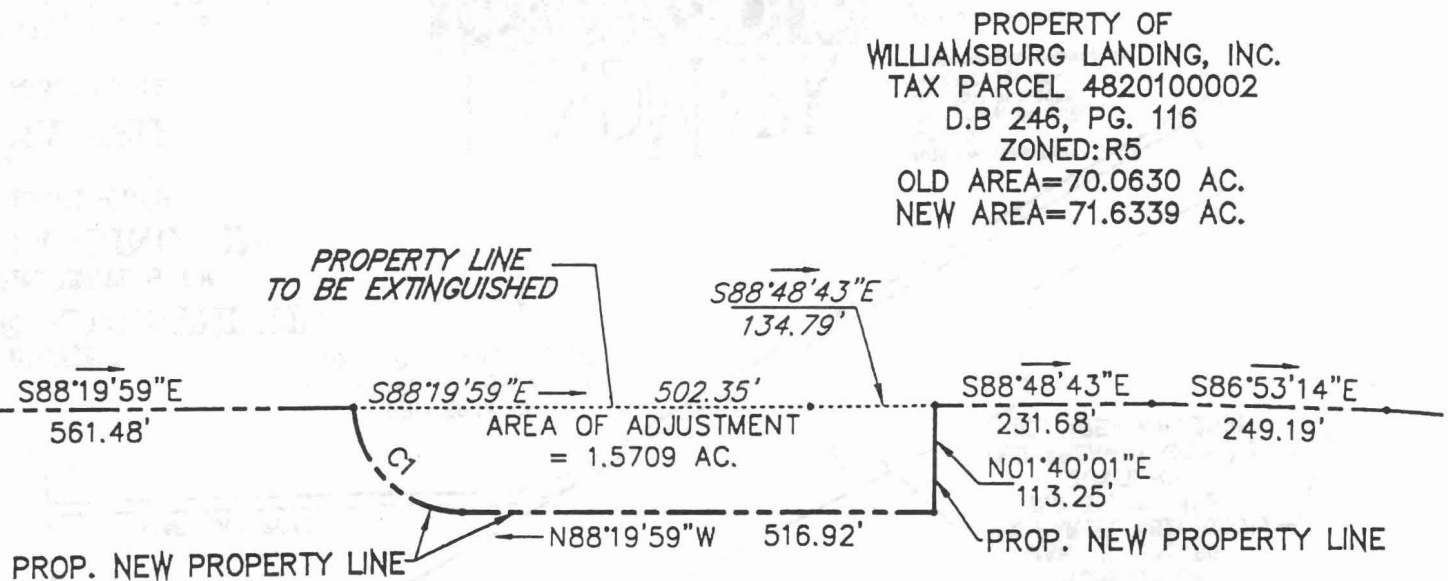 PROPERTY OF
WILLIAMSBURG LANDING, INC.
TAX PARCEL 4820100002
D.B 246, PG. 116
ZONED: R5
OLD AREA=70.0630 AC.
NEW AREA=71.6339 AC.
PROPERTY LINE
TO BE EXTINGUISHED
S88°48'43"E
134.79'
S88°19'59"E
561.48'
S88°19'59"E
502.35'
S88°48'43"E
231.68'
S86°53'14"E
249.19'
AREA OF ADJUSTMENT
= 1.5709 AC.
C7
N01°40'01"E
113.25'
N88°19'59"W
516.92'
PROP. NEW PROPERTY LINE
PROP. NEW PROPERTY LINE